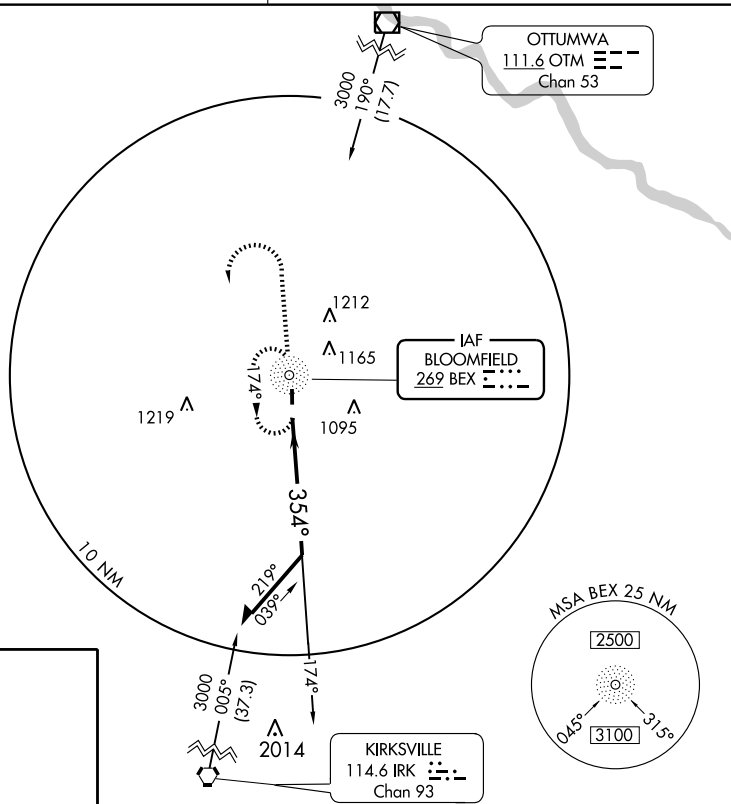 OTTUMWA
111.6 OTM
Chan 53
3000
190°
(17.7)
1212
1165
IAF
BLOOMFIELD
269 BEX
174°
1219
1095
354°
10 NM
219°
039°
MSA BEX 25 NM
2500
045°
315°
3100
3000
005°
(37.3)
174°
2014
KIRKSVILLE
114.6 IRK
Chan 93